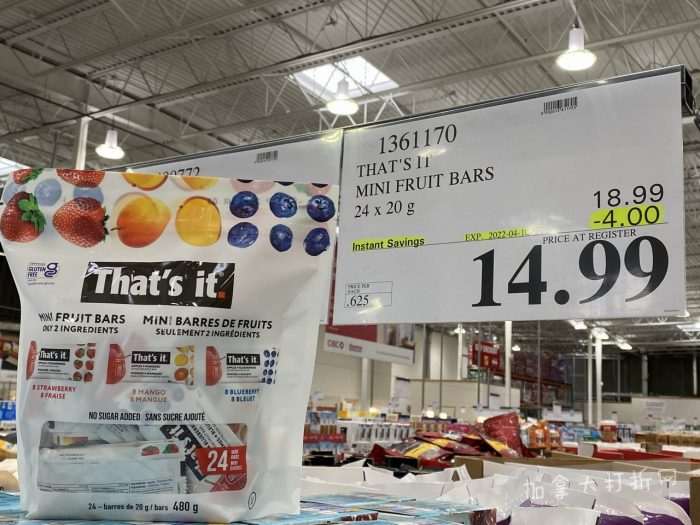 1361170
THAT'S IT
MINI FRUIT BARS
24 x 20 g
18.99
-4.00
Instant Savings
EXP. 2022-04-10
PRICE AT REGISTER
14.99
PRICE PER
EACH
.625
GLUTEN
FREE
That's it.
MINI FRUIT BARS
ONLY 2 INGREDIENTS
MINI BARRES DE FRUITS
SEULEMENT 2 INGRÉDIENTS
That's it.
That's it.
That's it.
8 STRAWBERRY
8 FRAISE
8 MANGO
8 MANGUE
8 BLUEBERRY
8 BLEUET
NO SUGAR ADDED SANS SUCRE AJOUTÉ
24
24 – barres de 20 g / bars 480 g
加拿大打折